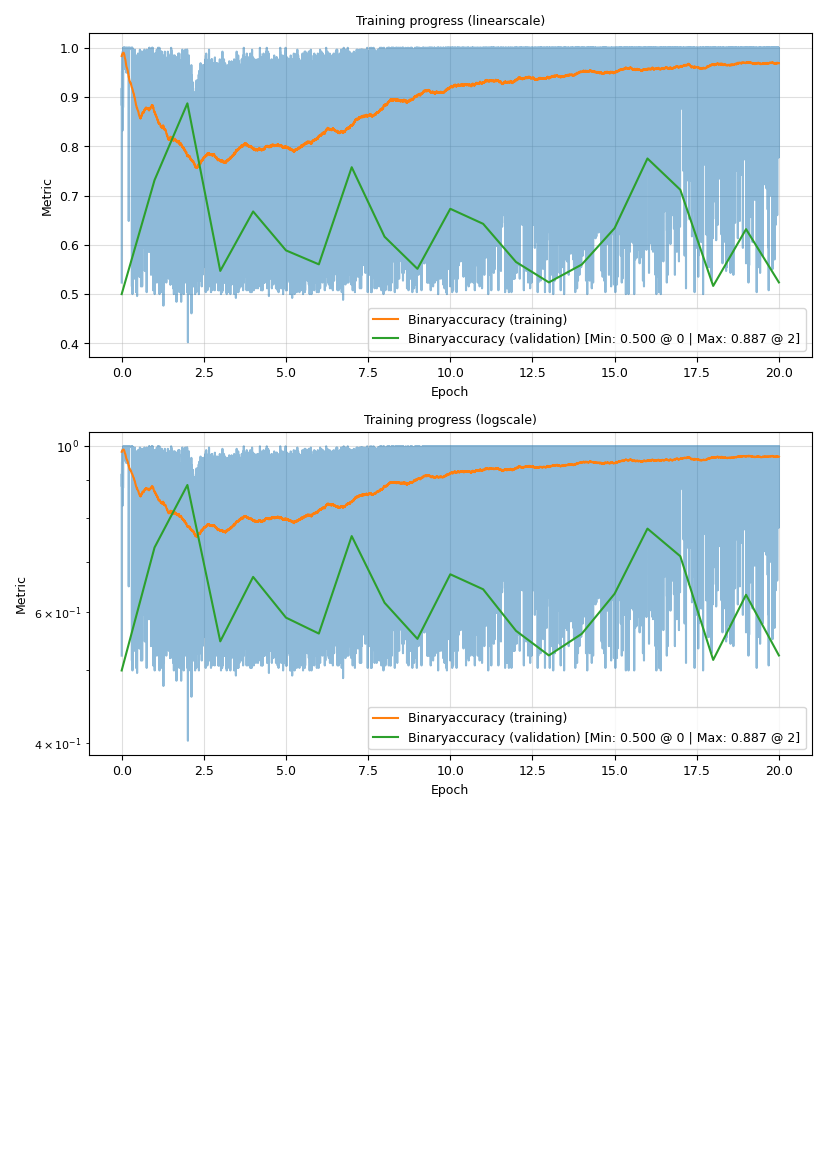 Training progress (linearscale)
1.0
0.9
0.8
0.7
0.6
0.5
0.4
Metric
Binaryaccuracy (training)
Binaryaccuracy (validation) [Min: 0.500 @ 0 | Max: 0.887 @ 2]
0.0 2.5 5.0 7.5 10.0 12.5 15.0 17.5 20.0
Epoch
Training progress (logscale)
10⁰
6 × 10⁻¹
4 × 10⁻¹
Metric
Binaryaccuracy (training)
Binaryaccuracy (validation) [Min: 0.500 @ 0 | Max: 0.887 @ 2]
0.0 2.5 5.0 7.5 10.0 12.5 15.0 17.5 20.0
Epoch